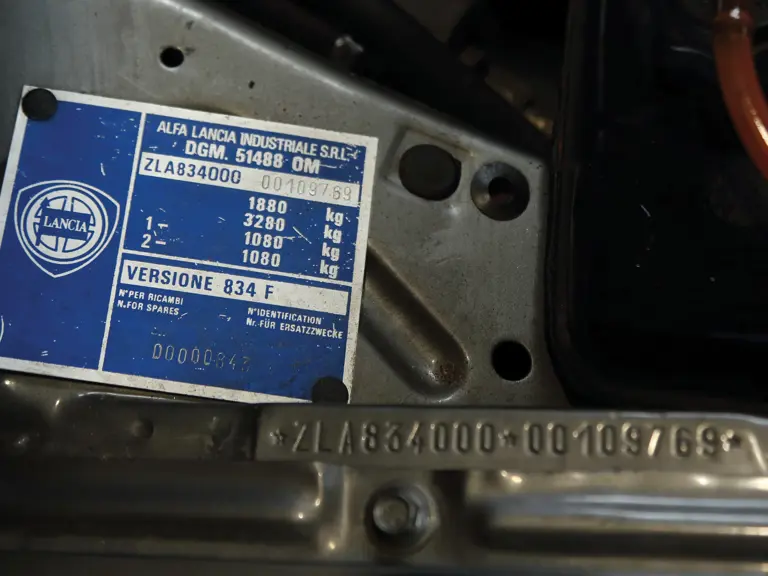 ALFA LANCIA INDUSTRIALE S.R.L.
DGM. 51488 OM
ZLA834000 00109769
1880 kg
3280 kg
1- 1080 kg
2- 1080 kg
LANCIA
VERSIONE 834 F
N° PER RICAMBI
N. FOR SPARES
N° IDENTIFICATION
Nr. FÜR ERSATZZWECKE
*ZLA834000*00109769*